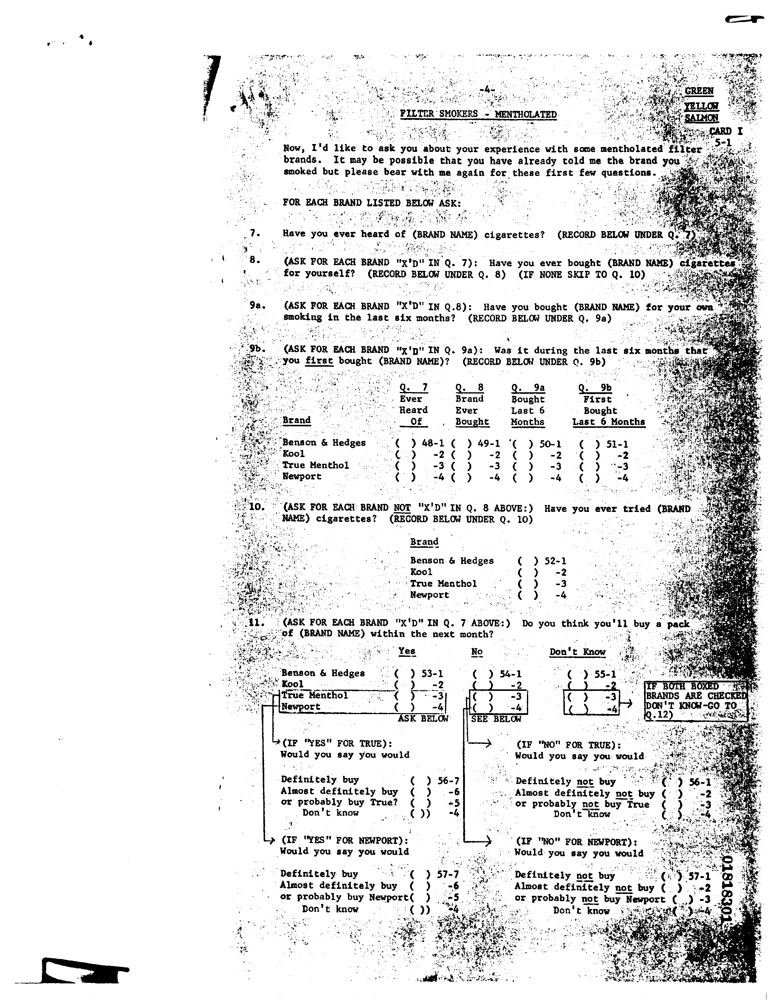 -4-
GREEN
YELLOW
SALMON
FILTER SMOKERS - MENTHOLATED
CARD I
5-1
Now, I'd like to ask you about your experience with some mentholated filter
brands. It may be possible that you have already told me the brand you
smoked but please bear with me again for these first few questions.
FOR EACH BRAND LISTED BELOW ASK:
7. Have you ever heard of (BRAND NAME) cigarettes? (RECORD BELOW UNDER Q. 7)
8. (ASK FOR EACH BRAND "X'D" IN Q. 7): Have you ever bought (BRAND NAME) cigarettes
for yourself? (RECORD BELOW UNDER Q. 8) (IF NONE SKIP TO Q. 10)
9a. (ASK FOR EACH BRAND "X'D" IN Q.8): Have you bought (BRAND NAME) for your own
smoking in the last six months? (RECORD BELOW UNDER Q. 9a)
9b. (ASK FOR EACH BRAND "X'D" IN Q. 9a): Was it during the last six months that
you first bought (BRAND NAME)? (RECORD BELOW UNDER Q. 9b)
Q. 7 Q. 8 Q. 9a Q. 9b
Ever Brand Bought First
Heard Ever Last 6 Bought
Brand Of Bought Months Last 6 Months
Benson & Hedges ( ) 48-1 ( ) 49-1 ( ) 50-1 ( ) 51-1
Kool ( ) -2 ( ) -2 ( ) -2 ( ) -2
True Menthol ( ) -3 ( ) -3 ( ) -3 ( ) -3
Newport ( ) -4 ( ) -4 ( ) -4 ( ) -4
10. (ASK FOR EACH BRAND NOT "X'D" IN Q. 8 ABOVE:) Have you ever tried (BRAND
NAME) cigarettes? (RECORD BELOW UNDER Q. 10)
Brand
Benson & Hedges ( ) 52-1
Kool ( ) -2
True Menthol ( ) -3
Newport ( ) -4
11. (ASK FOR EACH BRAND "X'D" IN Q. 7 ABOVE:) Do you think you'll buy a pack
of (BRAND NAME) within the next month?
Yes No Don't Know
Benson & Hedges ( ) 53-1 ( ) 54-1 ( ) 55-1
Kool ( ) -2 ( ) -2 ( ) -2
True Menthol ( ) -3 ( ) -3 ( ) -3
Newport ( ) -4 ( ) -4 ( ) -4
ASK BELOW SEE BELOW
IF BOTH BOXED
BRANDS ARE CHECKED
DON'T KNOW-GO TO
Q.12)
(IF "YES" FOR TRUE): (IF "NO" FOR TRUE):
Would you say you would Would you say you would
Definitely buy ( ) 56-7 Definitely not buy ( ) 56-1
Almost definitely buy ( ) -6 Almost definitely not buy ( ) -2
or probably buy True? ( ) -5 or probably not buy True ( ) -3
Don't know ( )) -4 Don't know ( ) -4
(IF "YES" FOR NEWPORT): (IF "NO" FOR NEWPORT):
Would you say you would Would you say you would
Definitely buy ( ) 57-7 Definitely not buy ( ) 57-1
Almost definitely buy ( ) -6 Almost definitely not buy ( ) -2
or probably buy Newport( ) -5 or probably not buy Newport ( ) -3
Don't know ( )) -4 Don't know ( ) -4
01818301